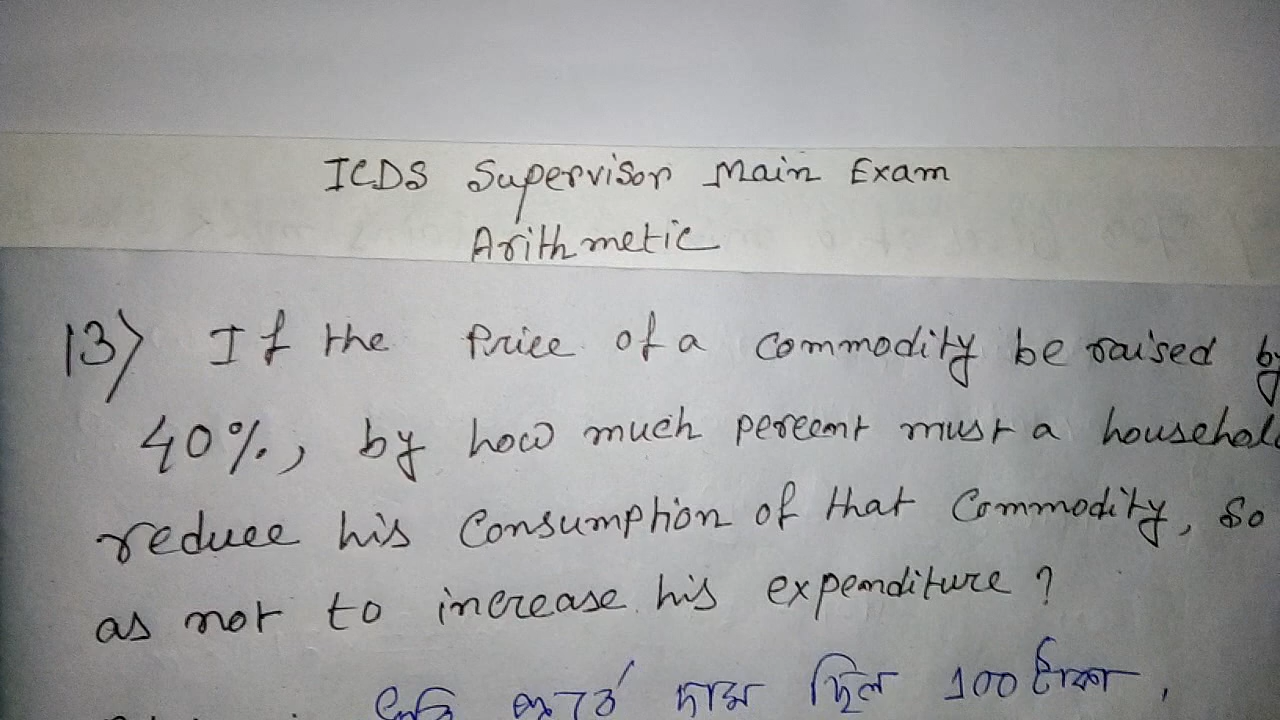 ICDS Supervisor Main Exam
Arithmetic
13) If the Price of a Commodity be raised by
40%, by how much percent must a household
reduce his Consumption of that Commodity, so
as not to increase his expenditure?
দাম ছিল 100 টাকা,